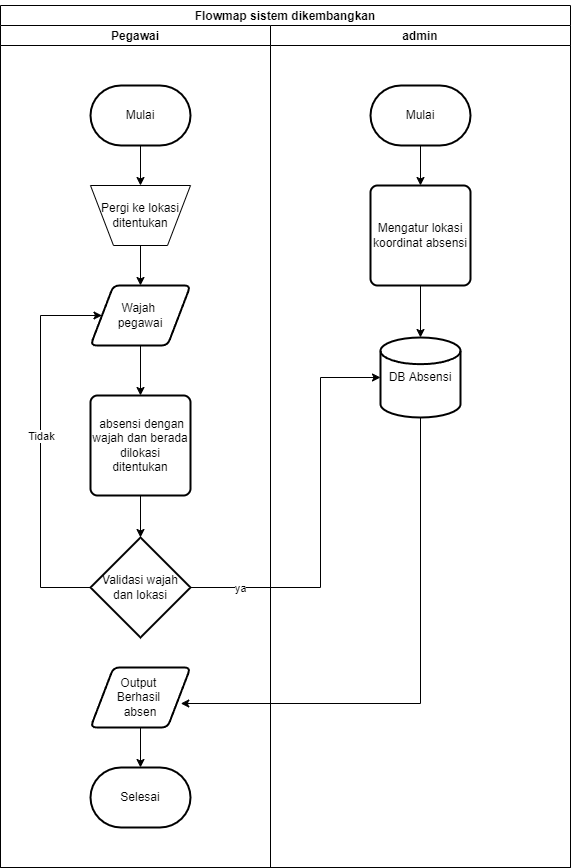 Flowmap sistem dikembangkan
Pegawai
admin
Mulai
Mulai
Pergi ke lokasi
ditentukan
Mengatur lokasi
koordinat absensi
Wajah
pegawai
DB Absensi
absensi dengan
wajah dan berada
dilokasi
ditentukan
Tidak
Validasi wajah
dan lokasi
ya
Output
Berhasil
absen
Selesai